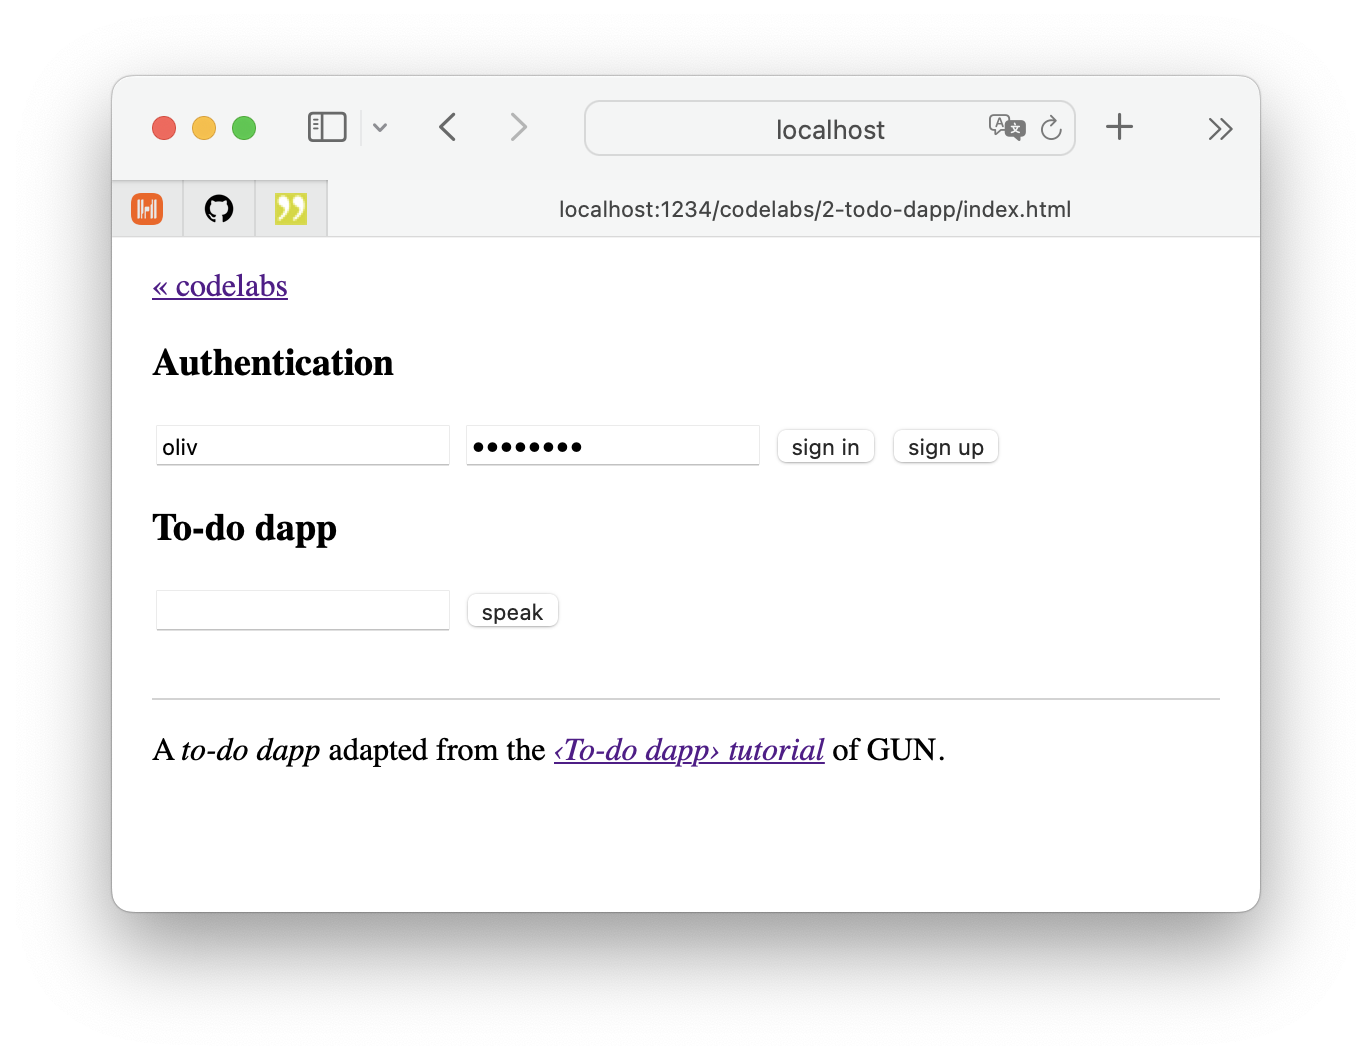 localhost
localhost:1234/codelabs/2-todo-dapp/index.html
« codelabs
Authentication
oliv •••••••• sign in sign up
To-do dapp
speak
A to-do dapp adapted from the ‹To-do dapp› tutorial of GUN.